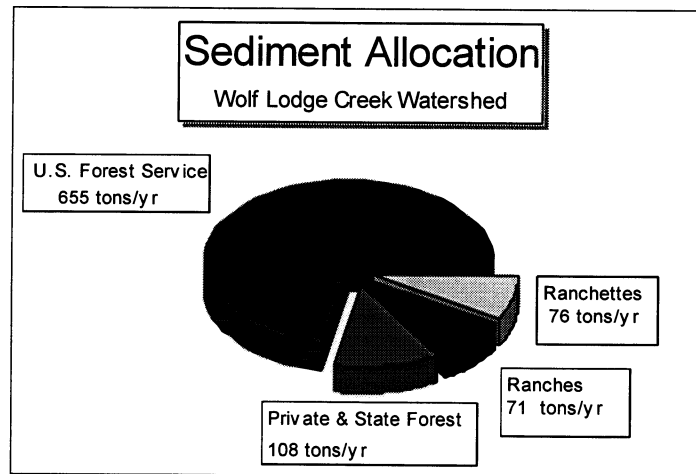 Sediment Allocation
Wolf Lodge Creek Watershed
U.S. Forest Service
655 tons/yr
Ranchettes
76 tons/yr
Ranches
71 tons/yr
Private & State Forest
108 tons/yr